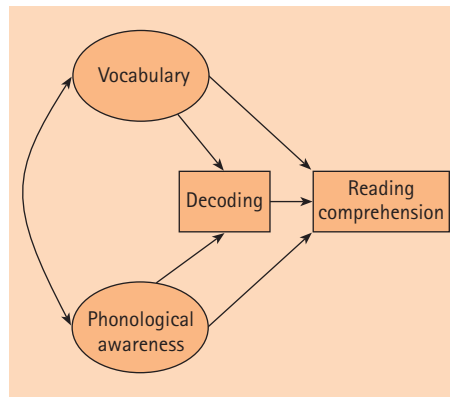 Vocabulary
Decoding
Reading
comprehension
Phonological
awareness